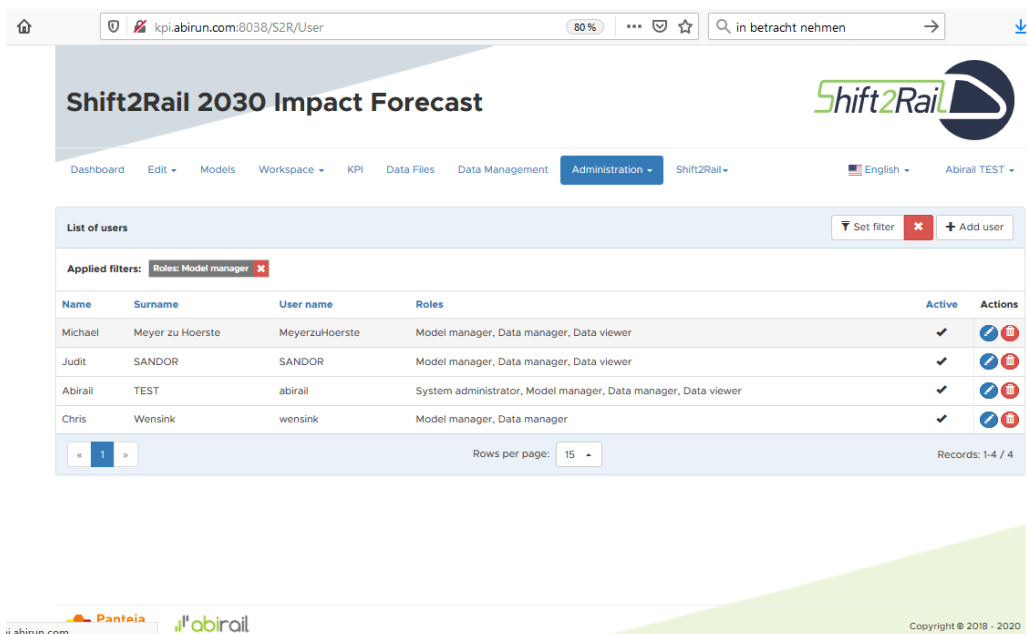 kpi.abirun.com:8038/S2R/User 80% in betracht nehmen
Shift2Rail 2030 Impact Forecast
Shift2Rail
Dashboard Edit Models Workspace KPI Data Files Data Management Administration Shift2Rail English Abirail TEST
List of users Set filter Add user
Applied filters: Roles: Model manager
Name Surname User name Roles Active Actions
Michael Meyer zu Hoerste MeyerzuHoerste Model manager, Data manager, Data viewer
Judit SANDOR SANDOR Model manager, Data manager, Data viewer
Abirail TEST abirail System administrator, Model manager, Data manager, Data viewer
Chris Wensink wensink Model manager, Data manager
« 1 » Rows per page: 15 Records: 1-4 / 4
Panteia abirail
abirun.com Copyright © 2018 - 2020